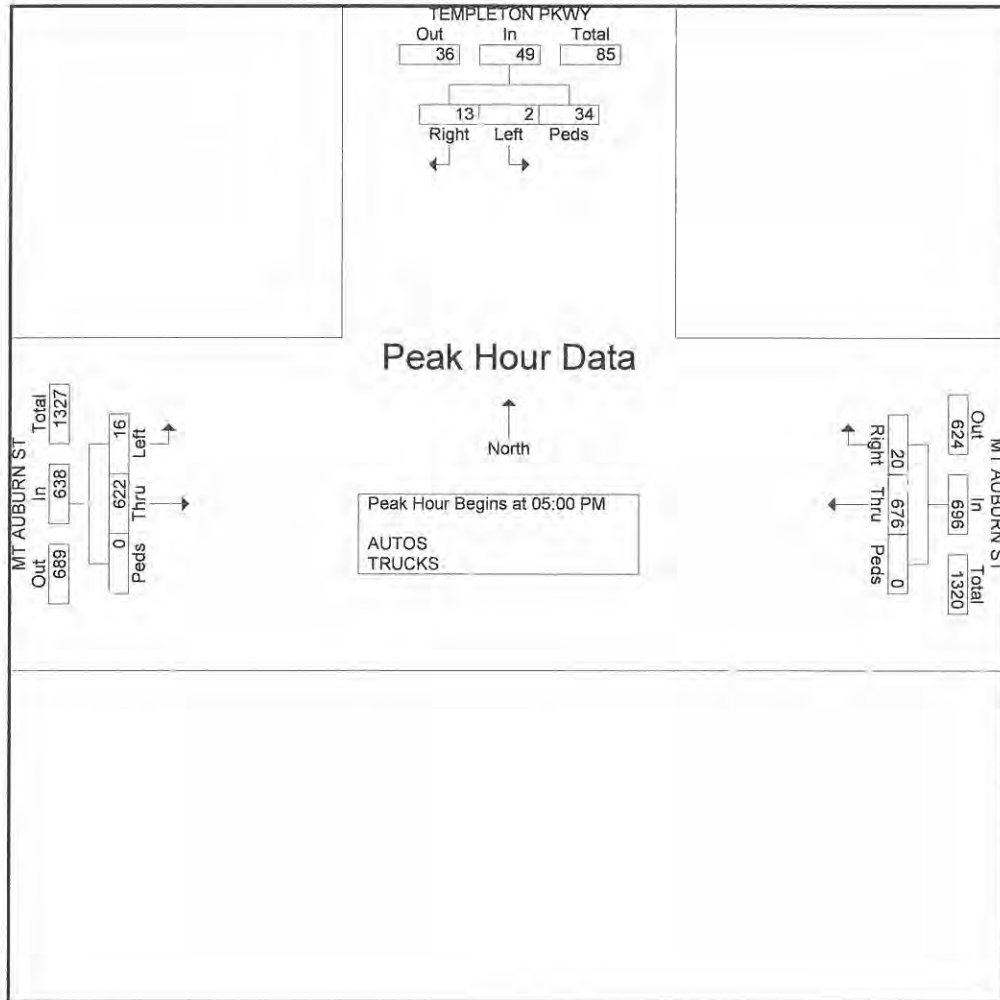 TEMPLETON PKWY
Out In Total
36 49 85
13 2 34
Right Left Peds
Peak Hour Data
North
Peak Hour Begins at 05:00 PM
AUTOS
TRUCKS
MT AUBURN ST
Out In Total
689 638 1327
Peds Thru Left
0 622 16
Right Thru Peds
20 676 0
Out In Total
624 696 1320
MT AUBURN ST